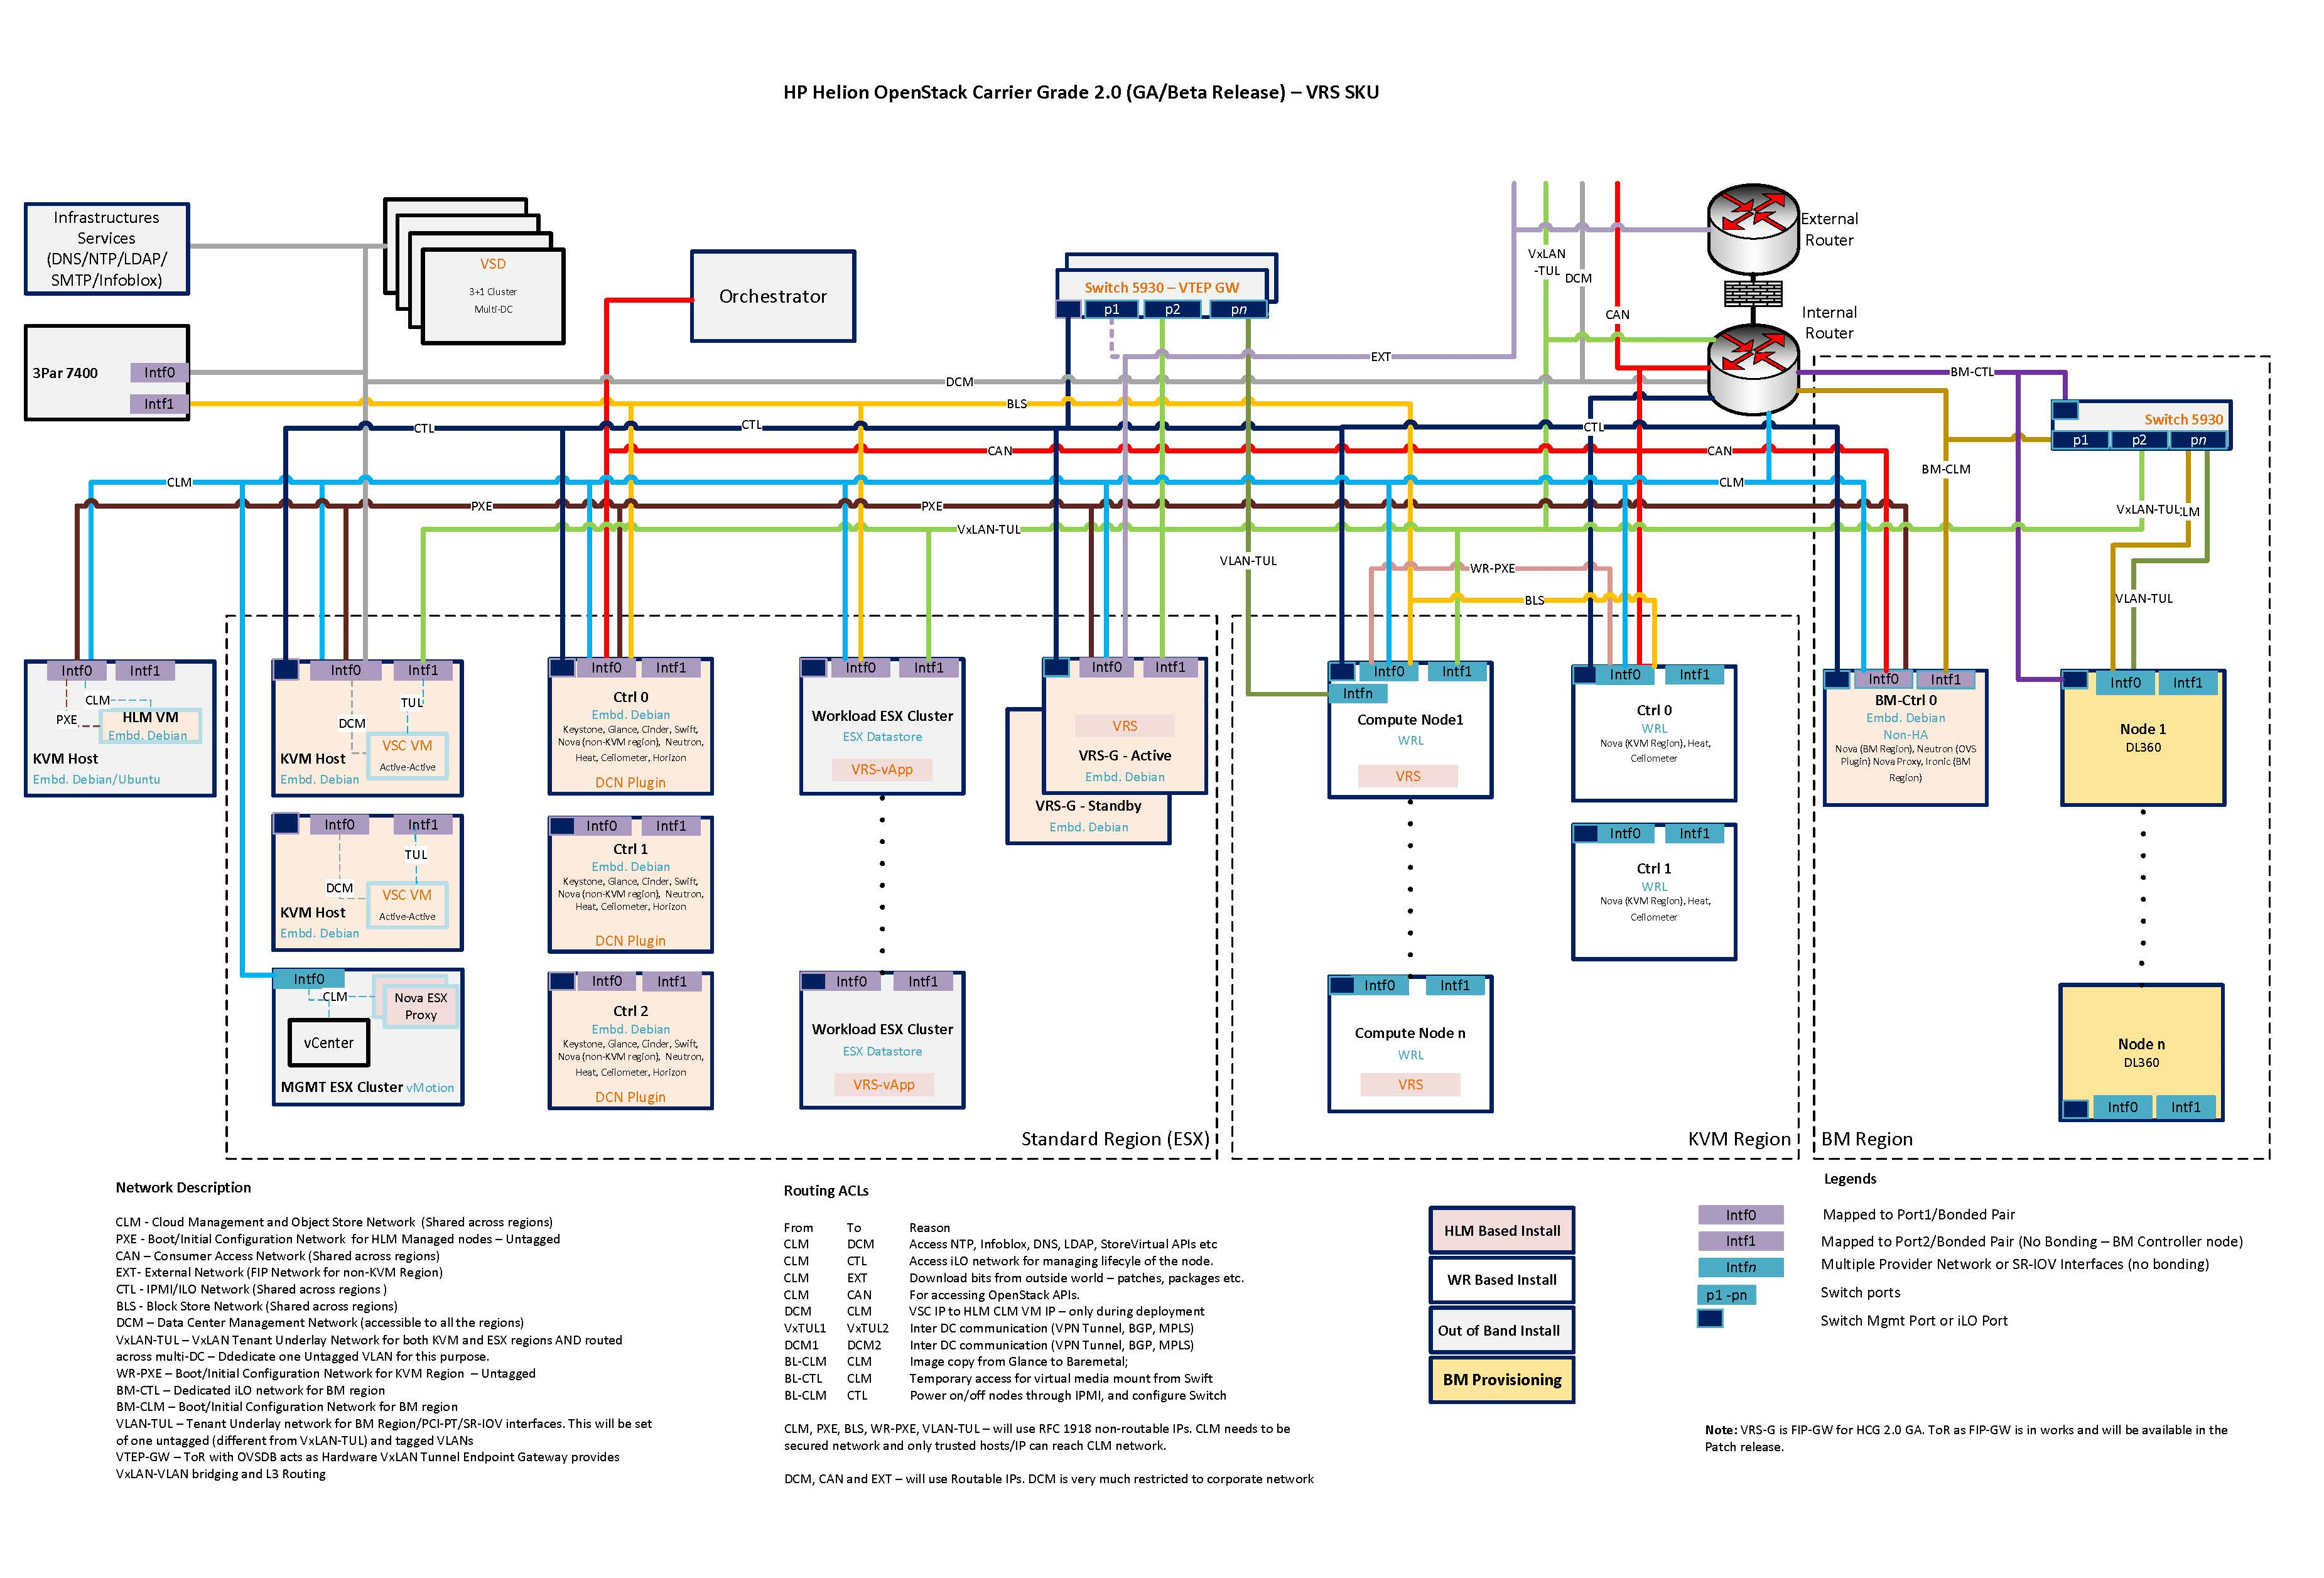 HP Helion OpenStack Carrier Grade 2.0 (GA/Beta Release) – VRS SKU
Infrastructures
Services
(DNS/NTP/LDAP/
SMTP/Infoblox)
VSD
3+1 Cluster
Multi-DC
Orchestrator
Switch 5930 – VTEP GW
p1
p2
pn
VxLAN
-TUL
DCM
CAN
External
Router
Internal
Router
3Par 7400
Intf0
Intf1
EXT
DCM
BLS
CTL
CTL
CTL
CAN
CAN
CLM
CLM
PXE
PXE
VxLAN-TUL
VLAN-TUL
WR-PXE
BLS
BM-CTL
BM-CLM
Switch 5930
p1
p2
pn
VxLAN-TUL
LM
VLAN-TUL
Intf0
Intf1
CLM
PXE
HLM VM
Embd. Debian
KVM Host
Embd. Debian/Ubuntu
Intf0
Intf1
TUL
DCM
VSC VM
Active-Active
KVM Host
Embd. Debian
Intf0
Intf1
TUL
DCM
VSC VM
Active-Active
KVM Host
Embd. Debian
Intf0
CLM
Nova ESX
Proxy
vCenter
MGMT ESX Cluster vMotion
Intf0
Intf1
Ctrl 0
Embd. Debian
Keystone, Glance, Cinder, Swift,
Nova (non-KVM region), Neutron,
Heat, Ceilometer, Horizon
DCN Plugin
Intf0
Intf1
Ctrl 1
Embd. Debian
Keystone, Glance, Cinder, Swift,
Nova (non-KVM region), Neutron,
Heat, Ceilometer, Horizon
DCN Plugin
Intf0
Intf1
Ctrl 2
Embd. Debian
Keystone, Glance, Cinder, Swift,
Nova (non-KVM region), Neutron,
Heat, Ceilometer, Horizon
DCN Plugin
Intf0
Intf1
Workload ESX Cluster
ESX Datastore
VRS-vApp
Intf0
Intf1
Workload ESX Cluster
ESX Datastore
VRS-vApp
Intf0
Intf1
VRS
VRS-G - Active
Embd. Debian
VRS-G - Standby
Embd. Debian
Standard Region (ESX)
Intf0
Intf1
Intfn
Compute Node1
WRL
VRS
Intf0
Intf1
Compute Node n
WRL
VRS
Intf0
Intf1
Ctrl 0
WRL
Nova (KVM Region), Heat,
Ceilometer
Intf0
Intf1
Ctrl 1
WRL
Nova (KVM Region), Heat,
Ceilometer
KVM Region
Intf0
Intf1
BM-Ctrl 0
Embd. Debian
Non-HA
Nova (BM Region), Neutron (OVS
Plugin) Nova Proxy, Ironic (BM
Region)
Intf0
Intf1
Node 1
DL360
Node n
DL360
Intf0
Intf1
BM Region
Network Description
CLM - Cloud Management and Object Store Network (Shared across regions)
PXE - Boot/Initial Configuration Network for HLM Managed nodes – Untagged
CAN – Consumer Access Network (Shared across regions)
EXT- External Network (FIP Network for non-KVM Region)
CTL - IPMI/ILO Network (Shared across regions )
BLS - Block Store Network (Shared across regions)
DCM – Data Center Management Network (accessible to all the regions)
VxLAN-TUL – VxLAN Tenant Underlay Network for both KVM and ESX regions AND routed
across multi-DC – Ddedicate one Untagged VLAN for this purpose.
WR-PXE – Boot/Initial Configuration Network for KVM Region – Untagged
BM-CTL – Dedicated iLO network for BM region
BM-CLM – Boot/Initial Configuration Network for BM region
VLAN-TUL – Tenant Underlay network for BM Region/PCI-PT/SR-IOV interfaces. This will be set
of one untagged (different from VxLAN-TUL) and tagged VLANs
VTEP-GW – ToR with OVSDB acts as Hardware VxLAN Tunnel Endpoint Gateway provides
VxLAN-VLAN bridging and L3 Routing
Routing ACLs
From To Reason
CLM DCM Access NTP, Infoblox, DNS, LDAP, StoreVirtual APIs etc
CLM CTL Access iLO network for managing lifecyle of the node.
CLM EXT Download bits from outside world – patches, packages etc.
CLM CAN For accessing OpenStack APIs.
DCM CLM VSC IP to HLM CLM VM IP – only during deployment
VxTUL1 VxTUL2 Inter DC communication (VPN Tunnel, BGP, MPLS)
DCM1 DCM2 Inter DC communication (VPN Tunnel, BGP, MPLS)
BL-CLM CLM Image copy from Glance to Baremetal;
BL-CTL CLM Temporary access for virtual media mount from Swift
BL-CLM CTL Power on/off nodes through IPMI, and configure Switch
CLM, PXE, BLS, WR-PXE, VLAN-TUL – will use RFC 1918 non-routable IPs. CLM needs to be
secured network and only trusted hosts/IP can reach CLM network.
DCM, CAN and EXT – will use Routable IPs. DCM is very much restricted to corporate network
HLM Based Install
WR Based Install
Out of Band Install
BM Provisioning
Legends
Intf0 Mapped to Port1/Bonded Pair
Intf1 Mapped to Port2/Bonded Pair (No Bonding – BM Controller node)
Intfn Multiple Provider Network or SR-IOV Interfaces (no bonding)
p1 -pn Switch ports
Switch Mgmt Port or iLO Port
Note: VRS-G is FIP-GW for HCG 2.0 GA. ToR as FIP-GW is in works and will be available in the
Patch release.